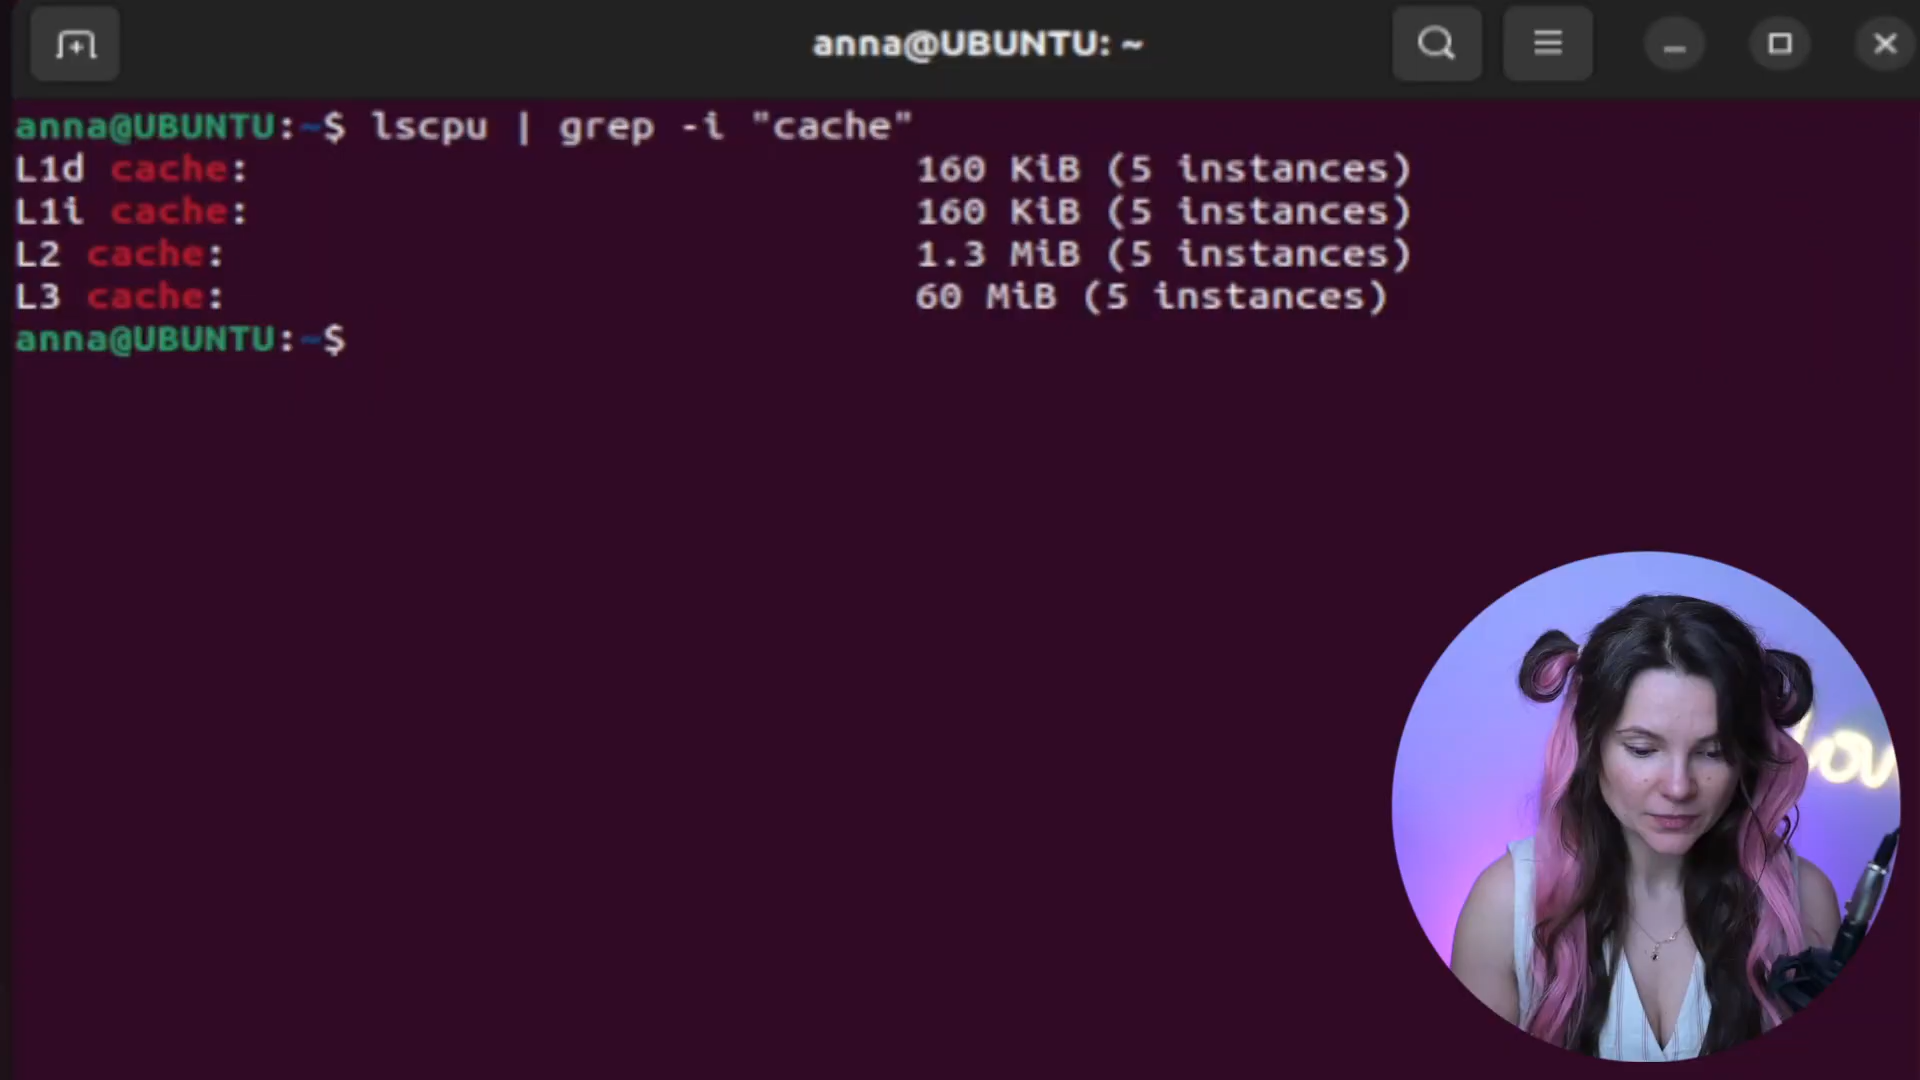 anna@UBUNTU: ~
anna@UBUNTU:~$ lscpu | grep -i "cache"
L1d cache: 160 KiB (5 instances)
L1i cache: 160 KiB (5 instances)
L2 cache: 1.3 MiB (5 instances)
L3 cache: 60 MiB (5 instances)
anna@UBUNTU:~$